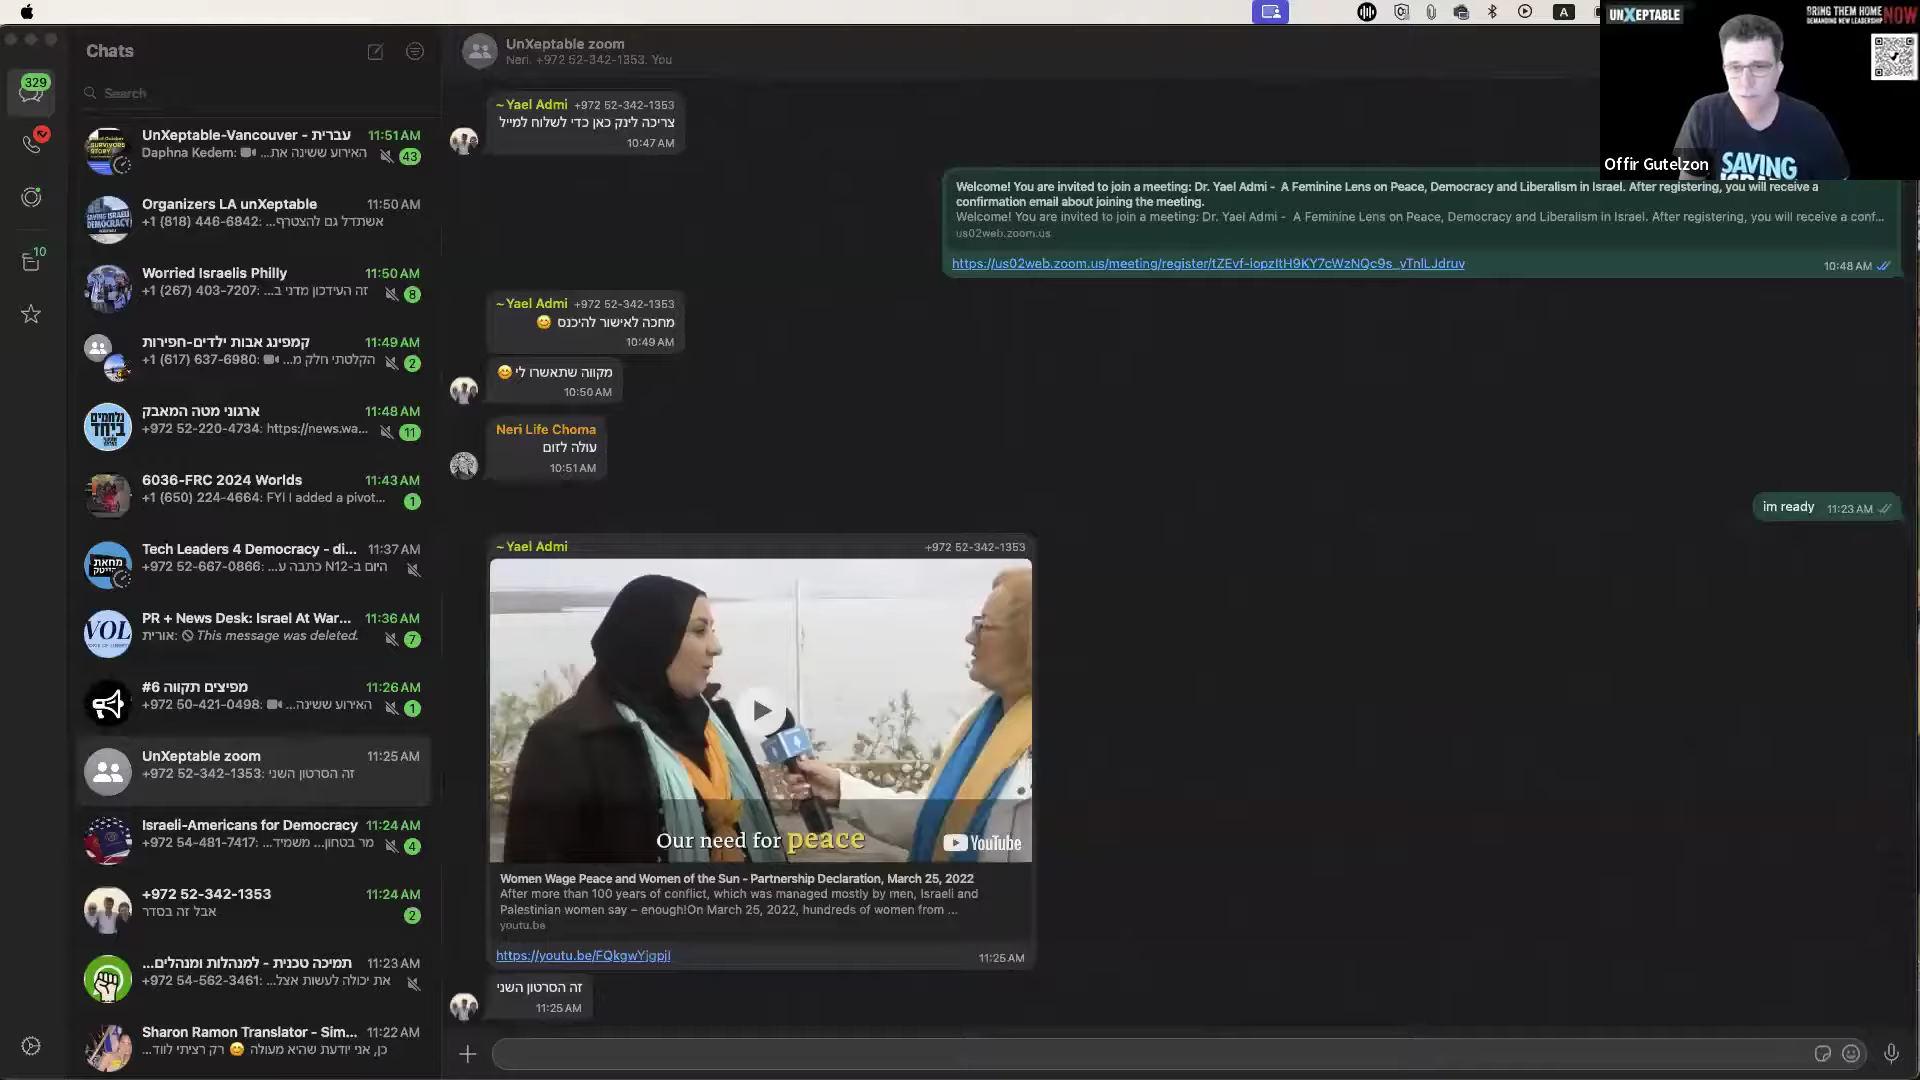 UNXEPTABLE
BRING THEM HOME NOW
DEMANDING NEW LEADERSHIP
Offir Gutelzon
SAVING
A
Chats
Search
329
10
UnXeptable-Vancouver - עברית 11:51 AM
Daphna Kedem: האירוע ששינה את... 43
Organizers LA unXeptable 11:50 AM
+1 (818) 446-6842: אשתדל גם להצטרף...
Worried Israelis Philly 11:50 AM
+1 (267) 403-7207: זה העידכון מדני ב... 8
קמפינג אבות ילדים-חפירות 11:49 AM
+1 (617) 637-6980: הקלטתי חלק מ... 2
ארגוני מטה המאבק 11:48 AM
+972 52-220-4734: https://news.wa... 11
6036-FRC 2024 Worlds 11:43 AM
+1 (650) 224-4664: FYI I added a pivot... 1
Tech Leaders 4 Democracy - di... 11:37 AM
+972 52-667-0866: היום ב-N12 כתבה ע...
PR + News Desk: Israel At War... 11:36 AM
אורית: This message was deleted. 7
מפיצים תקווה #6 11:26 AM
+972 50-421-0498: האירוע ששינה... 1
UnXeptable zoom 11:25 AM
+972 52-342-1353: זה הסרטון השני
Israeli-Americans for Democracy 11:24 AM
+972 54-481-7417: מר בטחון... משמיד... 4
+972 52-342-1353 11:24 AM
אבל זה בסדר 2
תמיכה טכנית - למנהלות ומנהלים... 11:23 AM
+972 54-562-3461: את יכולה לעשות אצל...
Sharon Ramon Translator - Sim... 11:22 AM
כן, אני יודעת שהיא מעולה 😊 רק רציתי לווד...
UnXeptable zoom
Neri, +972 52-342-1353, You
~Yael Admi +972 52-342-1353
צריכה לינק כאן כדי לשלוח למייל
10:47 AM
Welcome! You are invited to join a meeting: Dr. Yael Admi - A Feminine Lens on Peace, Democracy and Liberalism in Israel. After registering, you will receive a
confirmation email about joining the meeting.
Welcome! You are invited to join a meeting: Dr. Yael Admi - A Feminine Lens on Peace, Democracy and Liberalism in Israel. After registering, you will receive a conf...
us02web.zoom.us
https://us02web.zoom.us/meeting/register/tZEvf-iopzItH9KY7cWzNQc9s_vTnlLJdruv
10:48 AM
~Yael Admi +972 52-342-1353
מחכה לאישור להיכנס 😊
10:49 AM
מקווה שתאשרו לי 😊
10:50 AM
Neri Life Choma
עולה לזום
10:51 AM
im ready 11:23 AM
~Yael Admi +972 52-342-1353
Our need for peace
YouTube
Women Wage Peace and Women of the Sun - Partnership Declaration, March 25, 2022
After more than 100 years of conflict, which was managed mostly by men, Israeli and
Palestinian women say – enough!On March 25, 2022, hundreds of women from ...
youtu.be
https://youtu.be/FQkgwYjgpjI
11:25 AM
זה הסרטון השני
11:25 AM